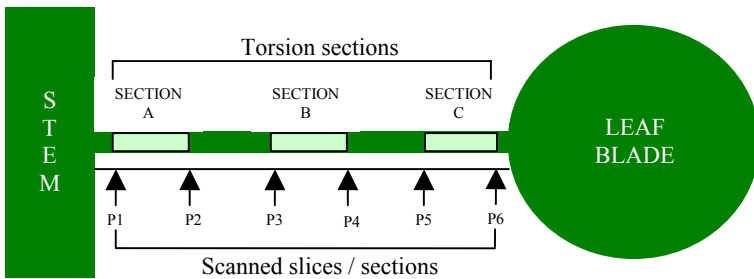 Torsion sections
S
T
E
M
SECTION
A
SECTION
B
SECTION
C
LEAF
BLADE
P1
P2
P3
P4
P5
P6
Scanned slices / sections